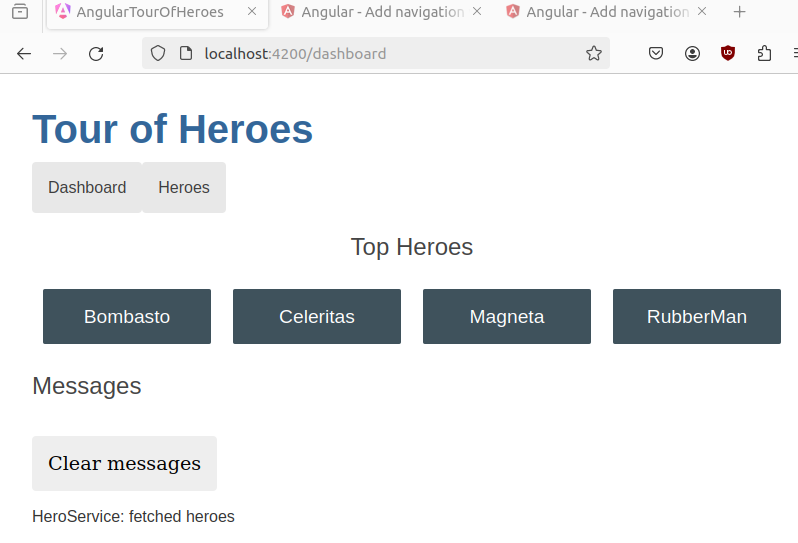 AngularTourOfHeroes
Angular - Add navigation
Angular - Add navigation
localhost:4200/dashboard
Tour of Heroes
Dashboard Heroes
Top Heroes
Bombasto Celeritas Magneta RubberMan
Messages
Clear messages
HeroService: fetched heroes